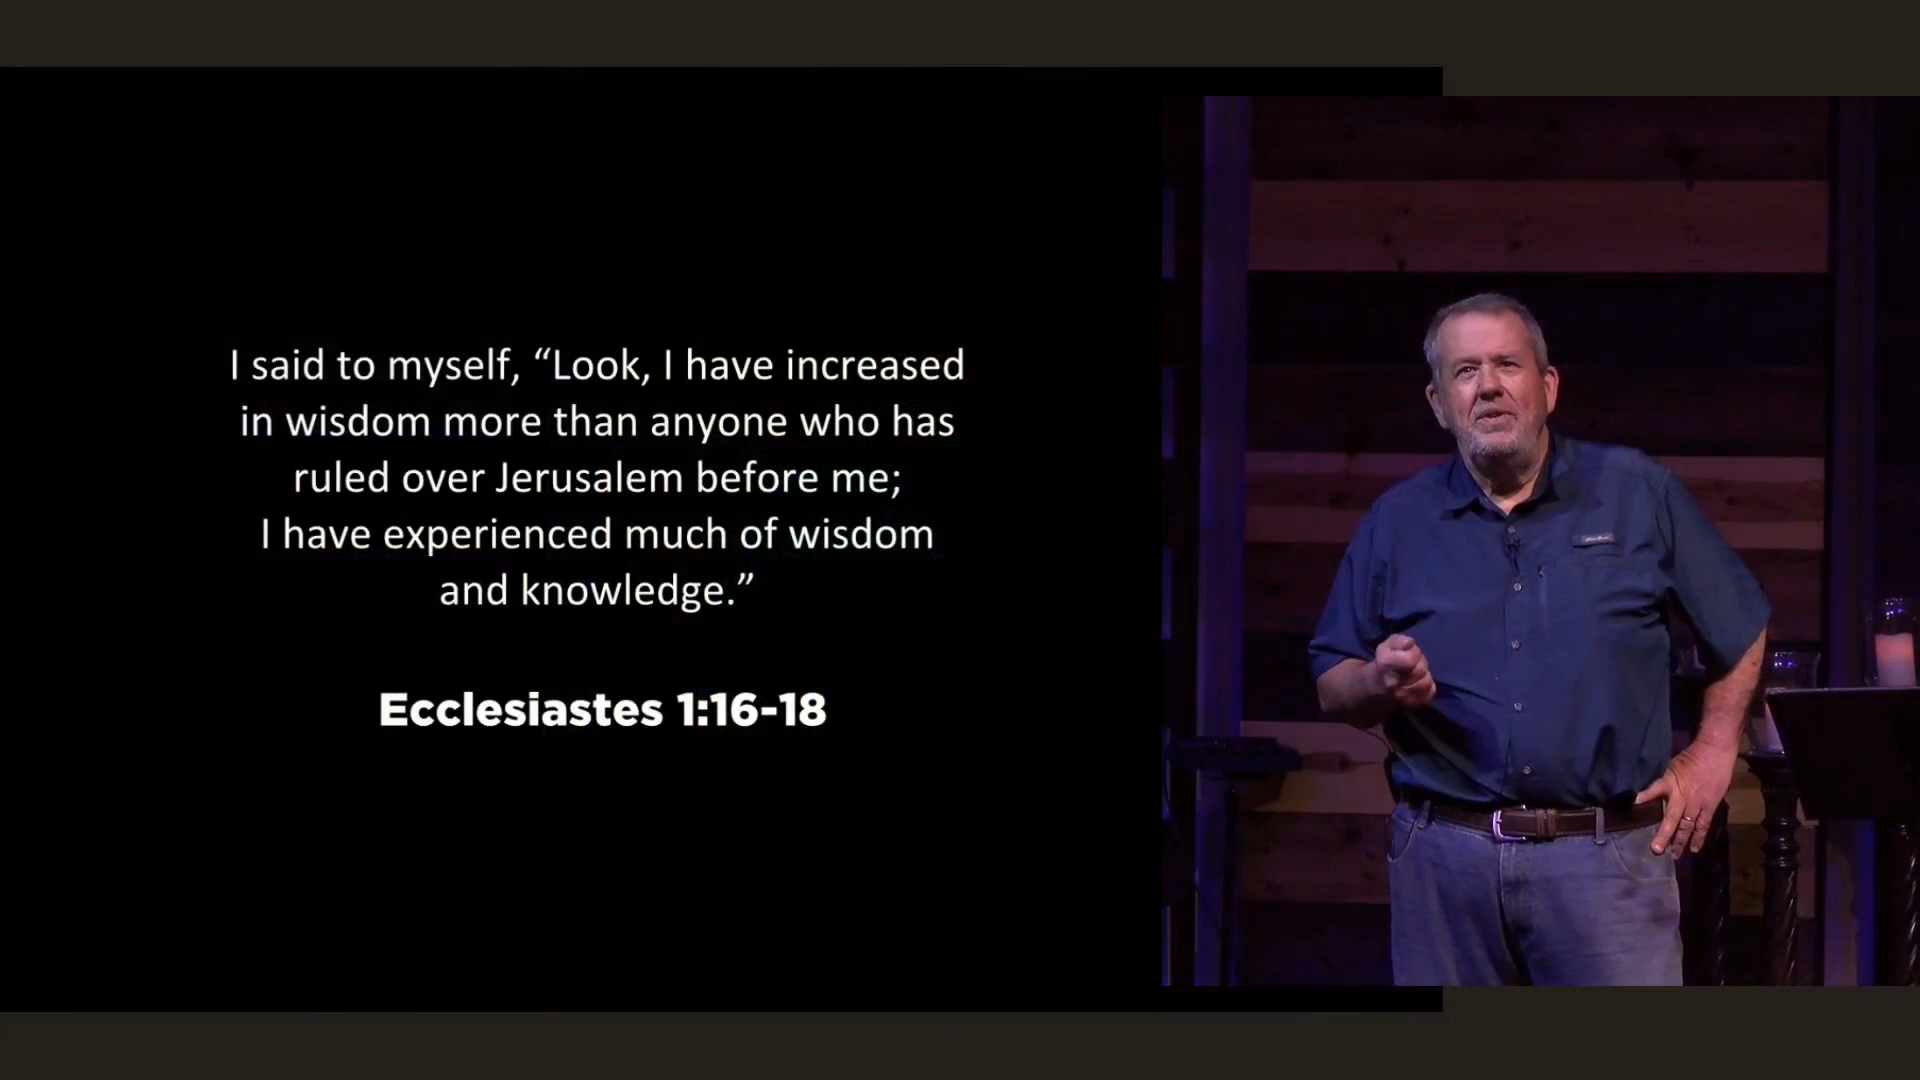 I said to myself, “Look, I have increased
in wisdom more than anyone who has
ruled over Jerusalem before me;
I have experienced much of wisdom
and knowledge.”
Ecclesiastes 1:16-18